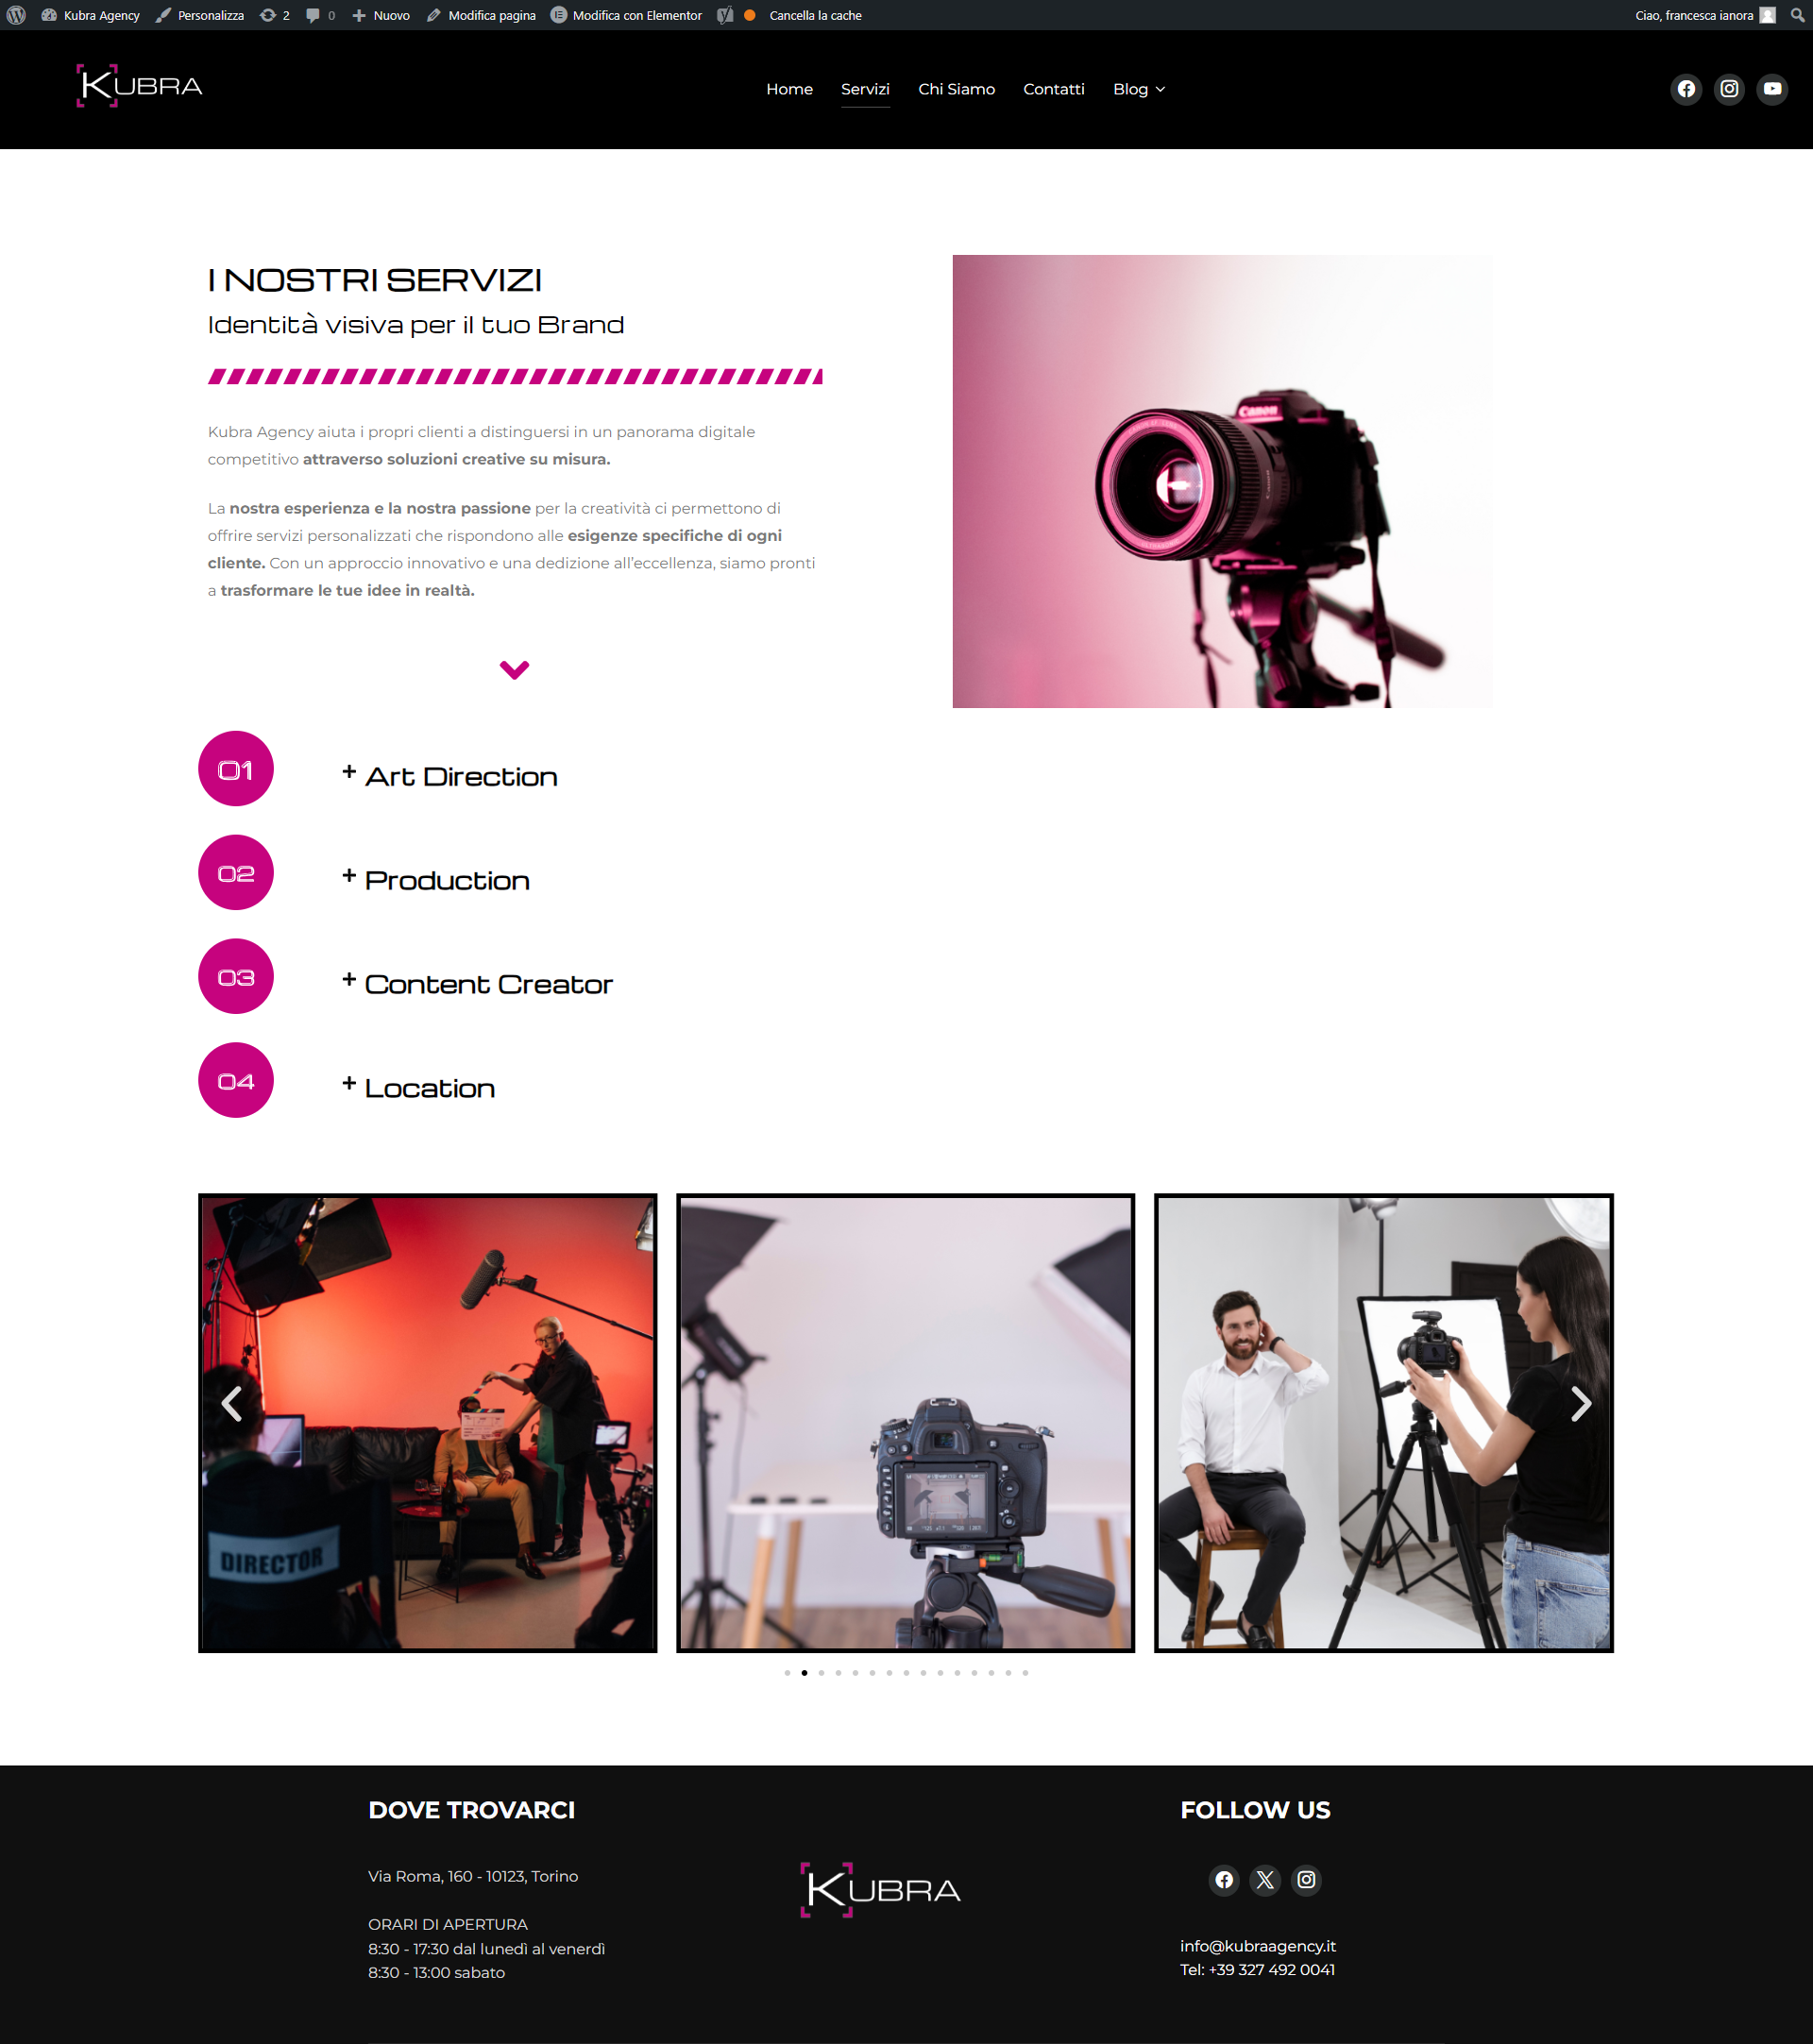 Kubra Agency Personalizza 2 0 Nuovo Modifica pagina Modifica con Elementor Cancella la cache Ciao, francesca ianora
KUBRA
Home Servizi Chi Siamo Contatti Blog
I NOSTRI SERVIZI
Identità visiva per il tuo Brand
Kubra Agency aiuta i propri clienti a distinguersi in un panorama digitale
competitivo attraverso soluzioni creative su misura.
La nostra esperienza e la nostra passione per la creatività ci permettono di
offrire servizi personalizzati che rispondono alle esigenze specifiche di ogni
cliente. Con un approccio innovativo e una dedizione all'eccellenza, siamo pronti
a trasformare le tue idee in realtà.
Canon
01 + Art Direction
02 + Production
03 + Content Creator
04 + Location
DIRECTOR
DOVE TROVARCI
Via Roma, 160 - 10123, Torino
ORARI DI APERTURA
8:30 - 17:30 dal lunedì al venerdì
8:30 - 13:00 sabato
KUBRA
FOLLOW US
info@kubraagency.it
Tel: +39 327 492 0041